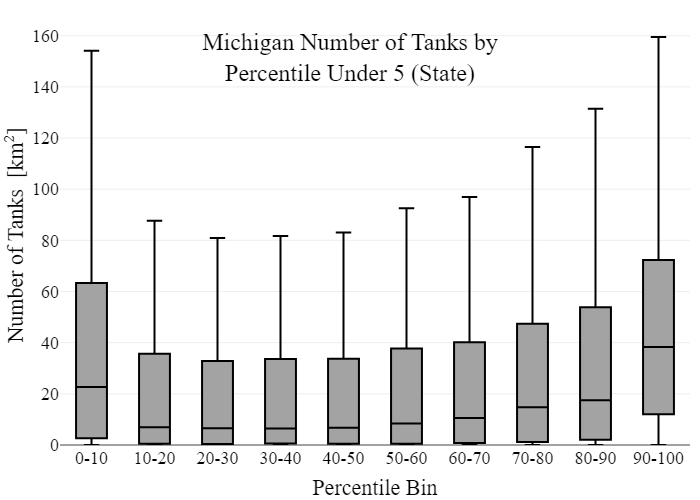 Michigan Number of Tanks by
Percentile Under 5 (State)
Number of Tanks [km²]
160
140
120
100
80
60
40
20
0
0-10 10-20 20-30 30-40 40-50 50-60 60-70 70-80 80-90 90-100
Percentile Bin